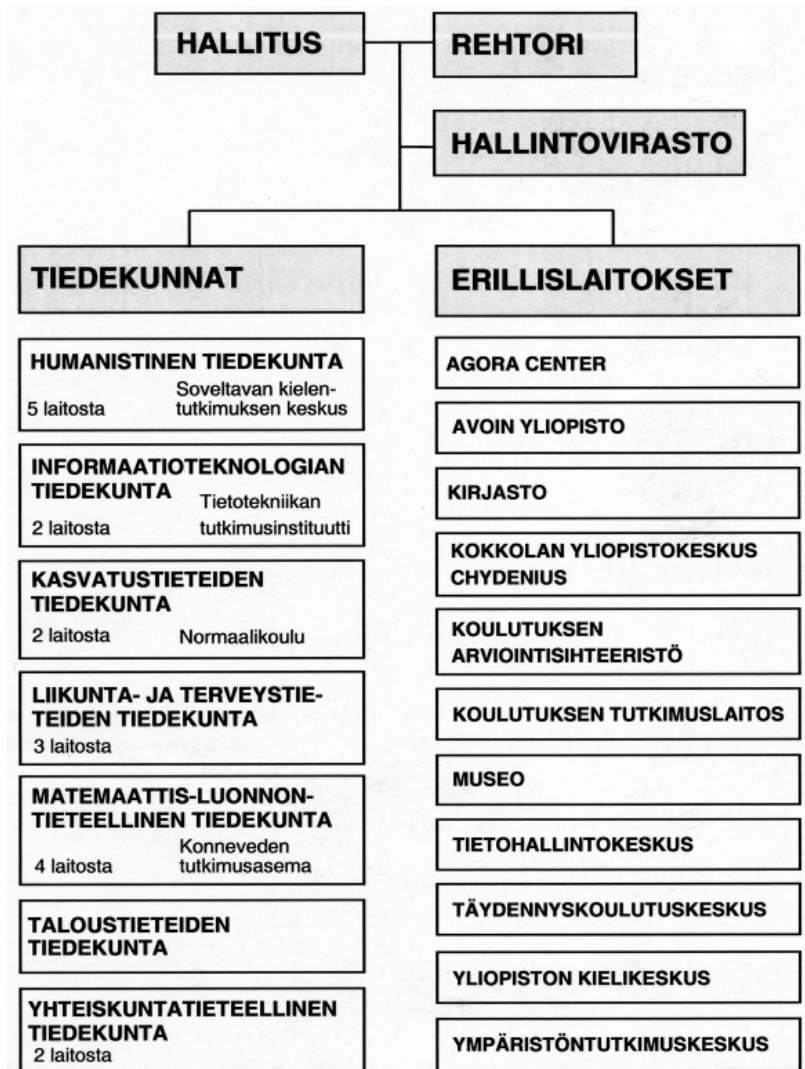 HALLITUS
REHTORI
HALLINTOVIRASTO
TIEDEKUNNAT
HUMANISTINEN TIEDEKUNTA
Soveltavan kielen-
5 laitosta tutkimuksen keskus
INFORMAATIOTEKNOLOGIAN
TIEDEKUNTA Tietotekniikan
2 laitosta tutkimusinstituutti
KASVATUSTIETEIDEN
TIEDEKUNTA
2 laitosta Normaalikoulu
LIIKUNTA- JA TERVEYSTIE-
TEIDEN TIEDEKUNTA
3 laitosta
MATEMAATTIS-LUONNON-
TIETEELLINEN TIEDEKUNTA
Konneveden
4 laitosta tutkimusasema
TALOUSTIETEIDEN
TIEDEKUNTA
YHTEISKUNTATIETEELLINEN
TIEDEKUNTA
2 laitosta
ERILLISLAITOKSET
AGORA CENTER
AVOIN YLIOPISTO
KIRJASTO
KOKKOLAN YLIOPISTOKESKUS
CHYDENIUS
KOULUTUKSEN
ARVIOINTISIHTEERISTÖ
KOULUTUKSEN TUTKIMUSLAITOS
MUSEO
TIETOHALLINTOKESKUS
TÄYDENNYSKOULUTUSKESKUS
YLIOPISTON KIELIKESKUS
YMPÄRISTÖNTUTKIMUSKESKUS